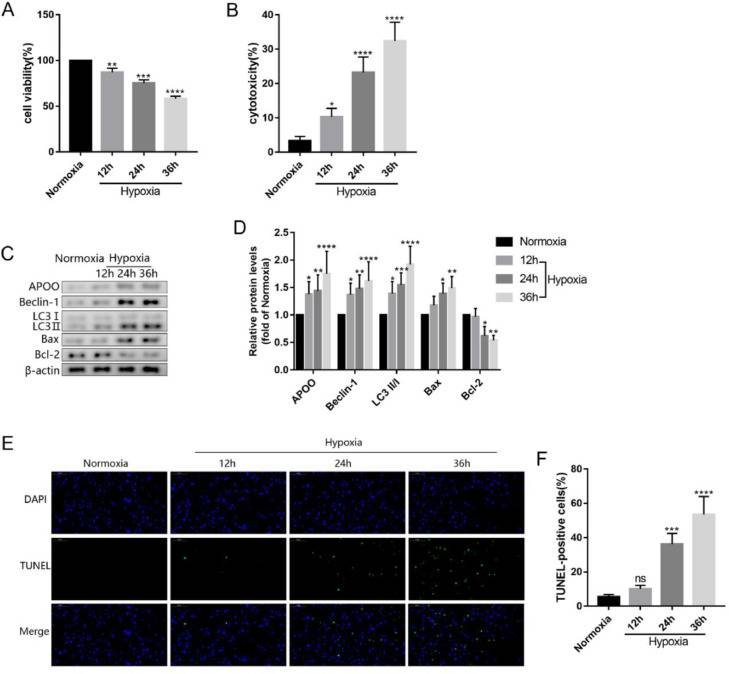 A
cell viability(%)
150
100
50
0
**
***
****
Normoxia
12h
24h
36h
Hypoxia
B
cytotoxicity(%)
40
30
20
10
0
*
****
****
Normoxia
12h
24h
36h
Hypoxia
C
Normoxia Hypoxia
12h 24h 36h
APOO
Beclin-1
LC3 I
LC3 II
Bax
Bcl-2
β-actin
D
Relative protein levels
(fold of Normoxia)
2.5
2.0
1.5
1.0
0.5
0.0
* ** ****
* ** ****
* *** ****
* **
* **
APOO
Beclin-1
LC3 II/I
Bax
Bcl-2
Normoxia
12h
24h
36h
Hypoxia
E
Hypoxia
Normoxia 12h 24h 36h
DAPI
TUNEL
Merge
F
TUNEL-positive cells(%)
80
60
40
20
0
ns
***
****
Normoxia
12h
24h
36h
Hypoxia